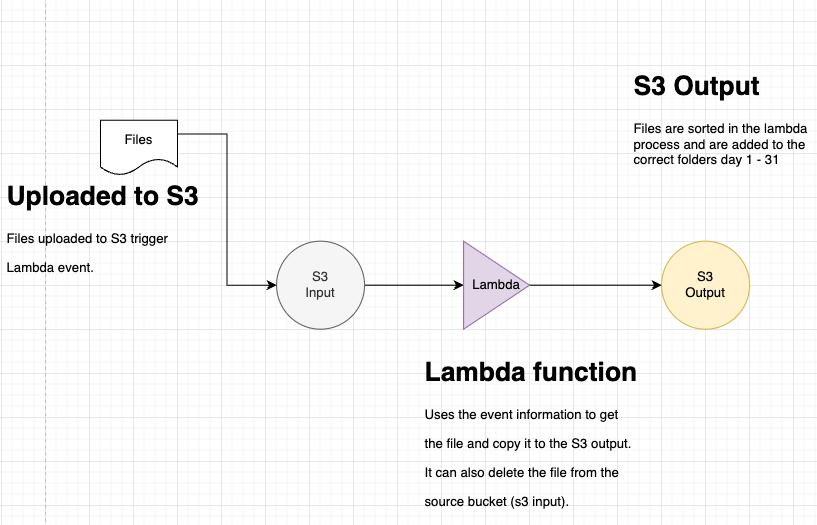 S3 Output
Files are sorted in the lambda
process and are added to the
correct folders day 1 - 31
Files
Uploaded to S3
Files uploaded to S3 trigger
Lambda event.
S3
Input
Lambda
S3
Output
Lambda function
Uses the event information to get
the file and copy it to the S3 output.
It can also delete the file from the
source bucket (s3 input).